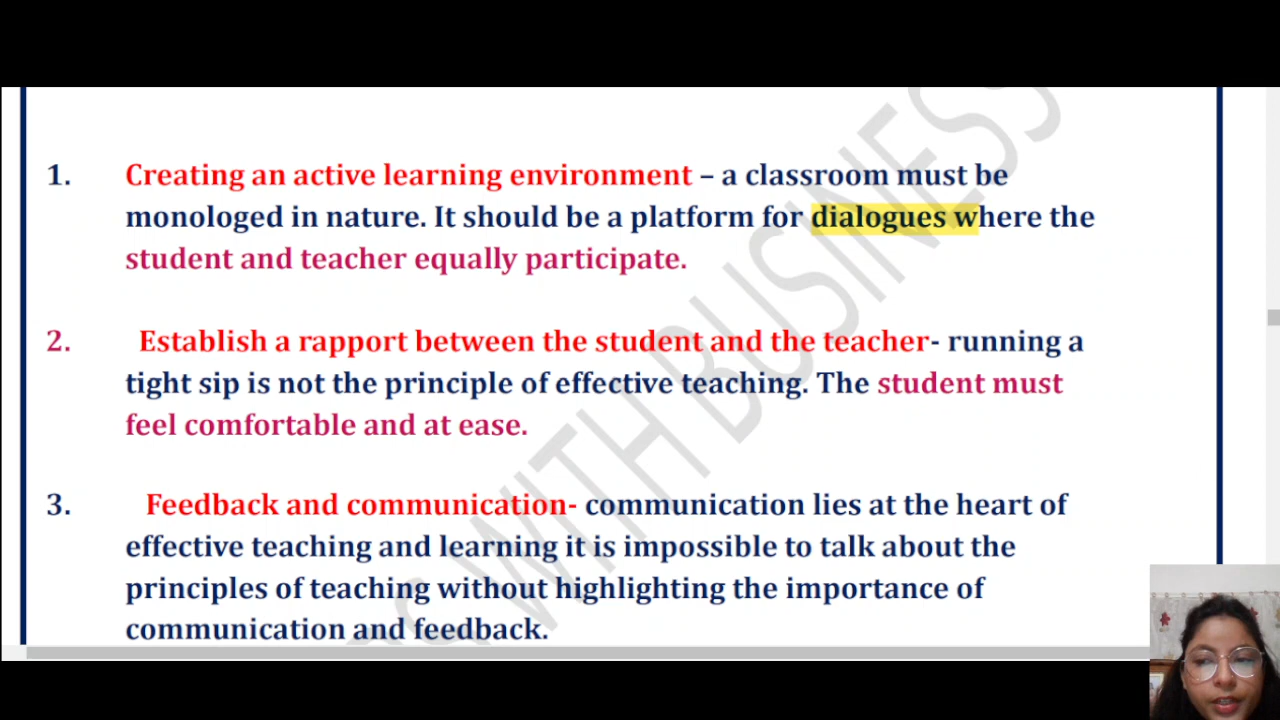 1. Creating an active learning environment – a classroom must be
monologed in nature. It should be a platform for dialogues where the
student and teacher equally participate.
2. Establish a rapport between the student and the teacher- running a
tight sip is not the principle of effective teaching. The student must
feel comfortable and at ease.
3. Feedback and communication- communication lies at the heart of
effective teaching and learning it is impossible to talk about the
principles of teaching without highlighting the importance of
communication and feedback.
WITH BUSINESS